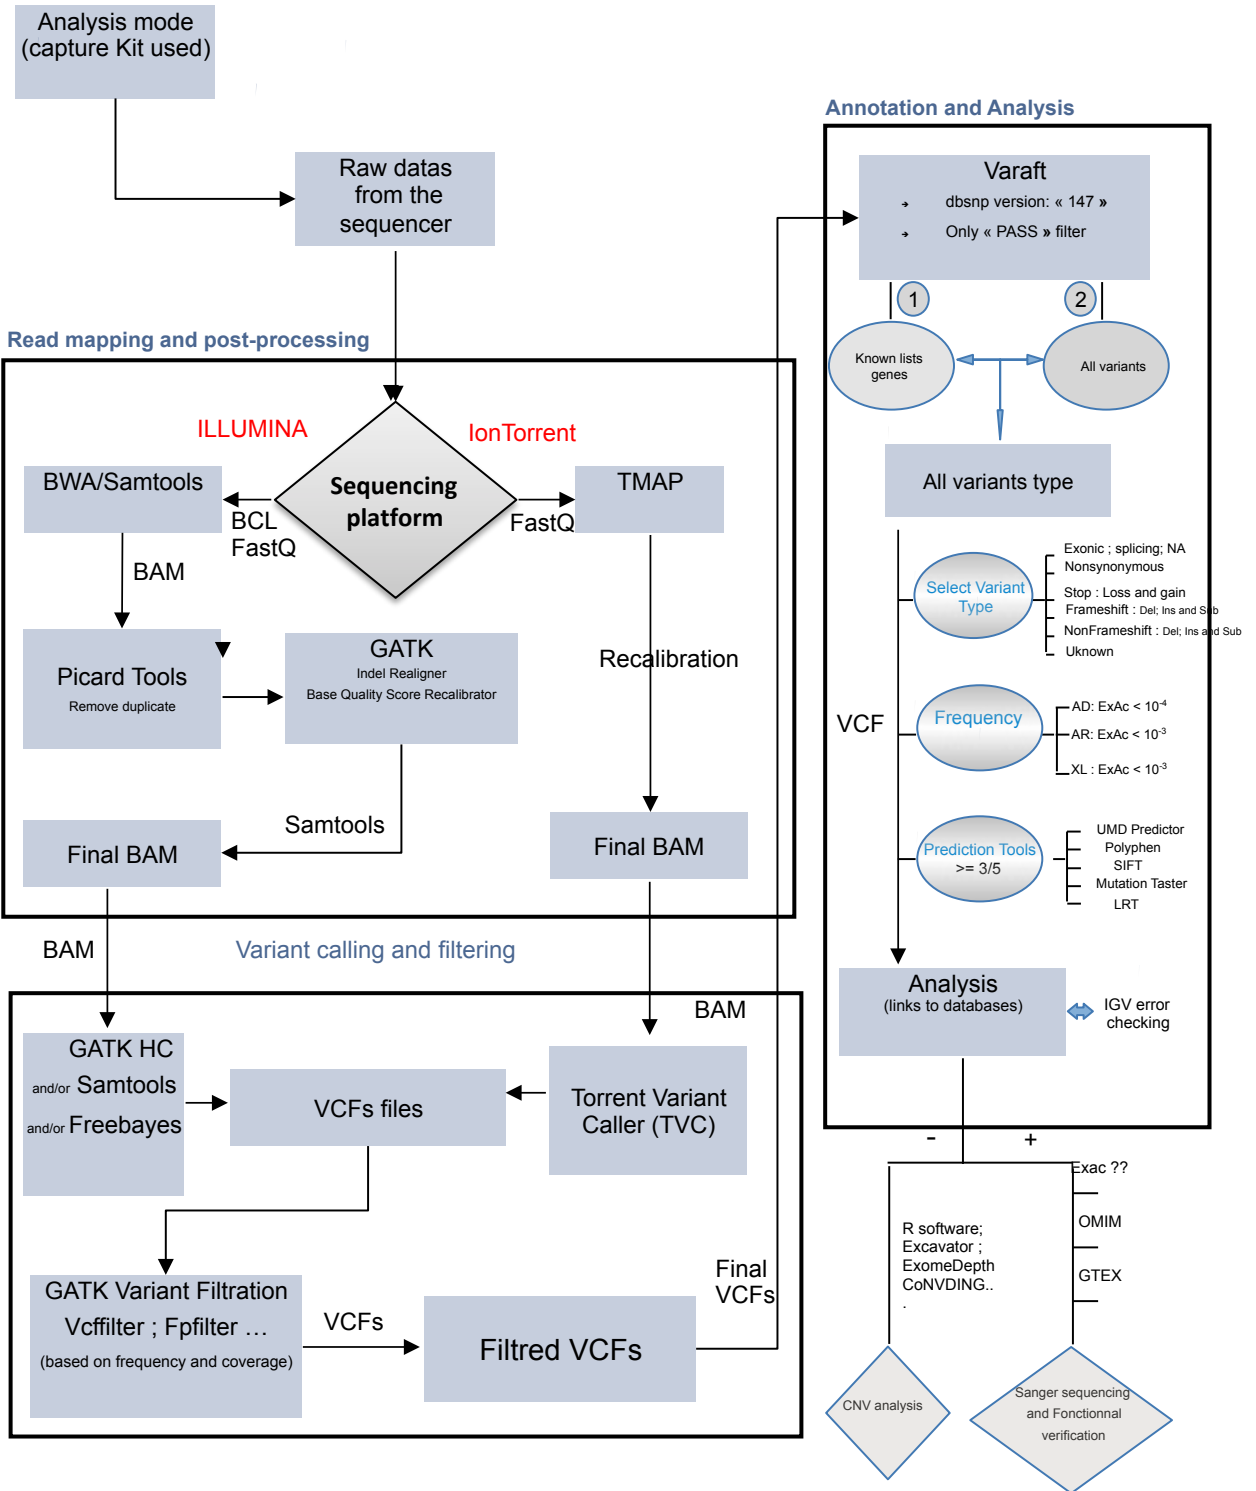 Analysis mode
(capture Kit used)
Raw datas
from the
sequencer
Read mapping and post-processing
ILLUMINA
IonTorrent
Sequencing
platform
BWA/Samtools
BCL
FastQ
FastQ
TMAP
BAM
Picard Tools
Remove duplicate
GATK
Indel Realigner
Base Quality Score Recalibrator
Recalibration
Samtools
Final BAM
Final BAM
BAM
Variant calling and filtering
BAM
GATK HC
and/or Samtools
and/or Freebayes
VCFs files
Torrent Variant
Caller (TVC)
GATK Variant Filtration
Vcffilter ; Fpfilter ...
(based on frequency and coverage)
VCFs
Filtred VCFs
Final
VCFs
Annotation and Analysis
Varaft
➔ dbsnp version: « 147 »
➔ Only « PASS » filter
1
2
Known lists
genes
All variants
All variants type
VCF
Select Variant
Type
Exonic ; splicing; NA
Nonsynonymous
Stop : Loss and gain
Frameshift : Del; Ins and Sub
NonFrameshift : Del; Ins and Sub
Uknown
Frequency
AD: ExAc < 10⁻⁴
AR: ExAc < 10⁻³
XL : ExAc < 10⁻³
Prediction Tools
>= 3/5
UMD Predictor
Polyphen
SIFT
Mutation Taster
LRT
Analysis
(links to databases)
IGV error
checking
-
+
R software;
Excavator ;
ExomeDepth
CoNVDING..
.
Exac ??
OMIM
GTEX
CNV analysis
Sanger sequencing
and Fonctionnal
verification